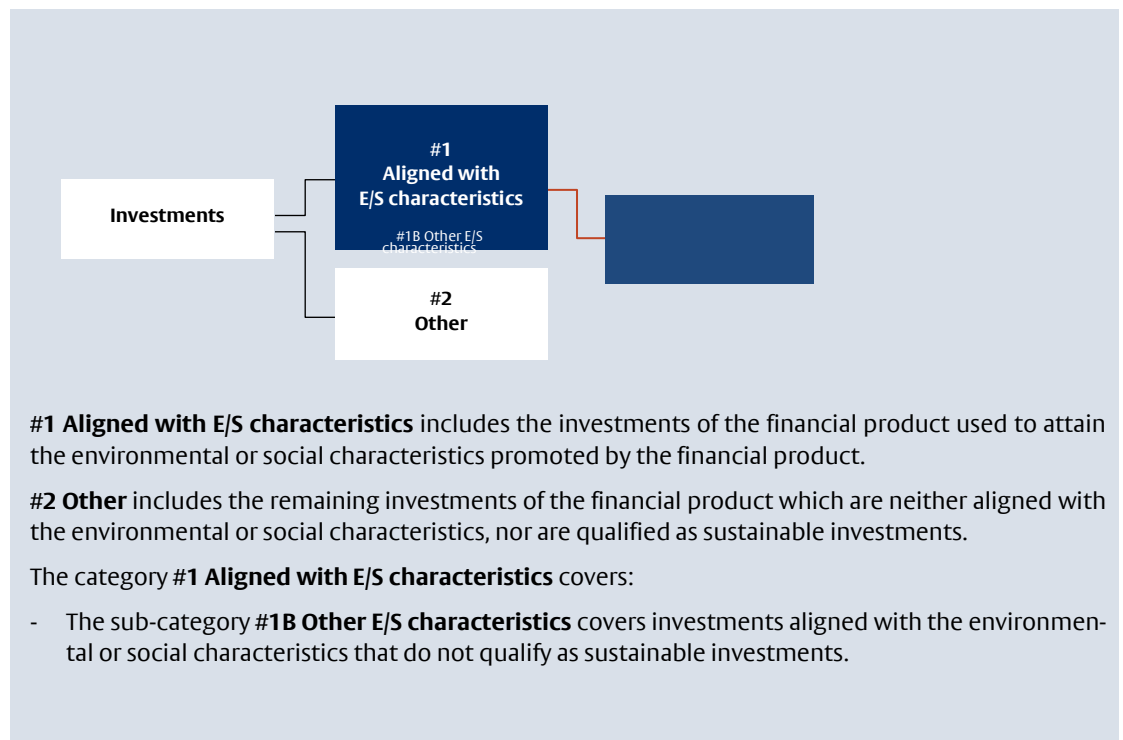 #1
Aligned with
E/S characteristics
Investments
#1B Other E/S
characteristics
#2
Other
#1 Aligned with E/S characteristics includes the investments of the financial product used to attain
the environmental or social characteristics promoted by the financial product.
#2 Other includes the remaining investments of the financial product which are neither aligned with
the environmental or social characteristics, nor are qualified as sustainable investments.
The category #1 Aligned with E/S characteristics covers:
- The sub-category #1B Other E/S characteristics covers investments aligned with the environmen-
tal or social characteristics that do not qualify as sustainable investments.